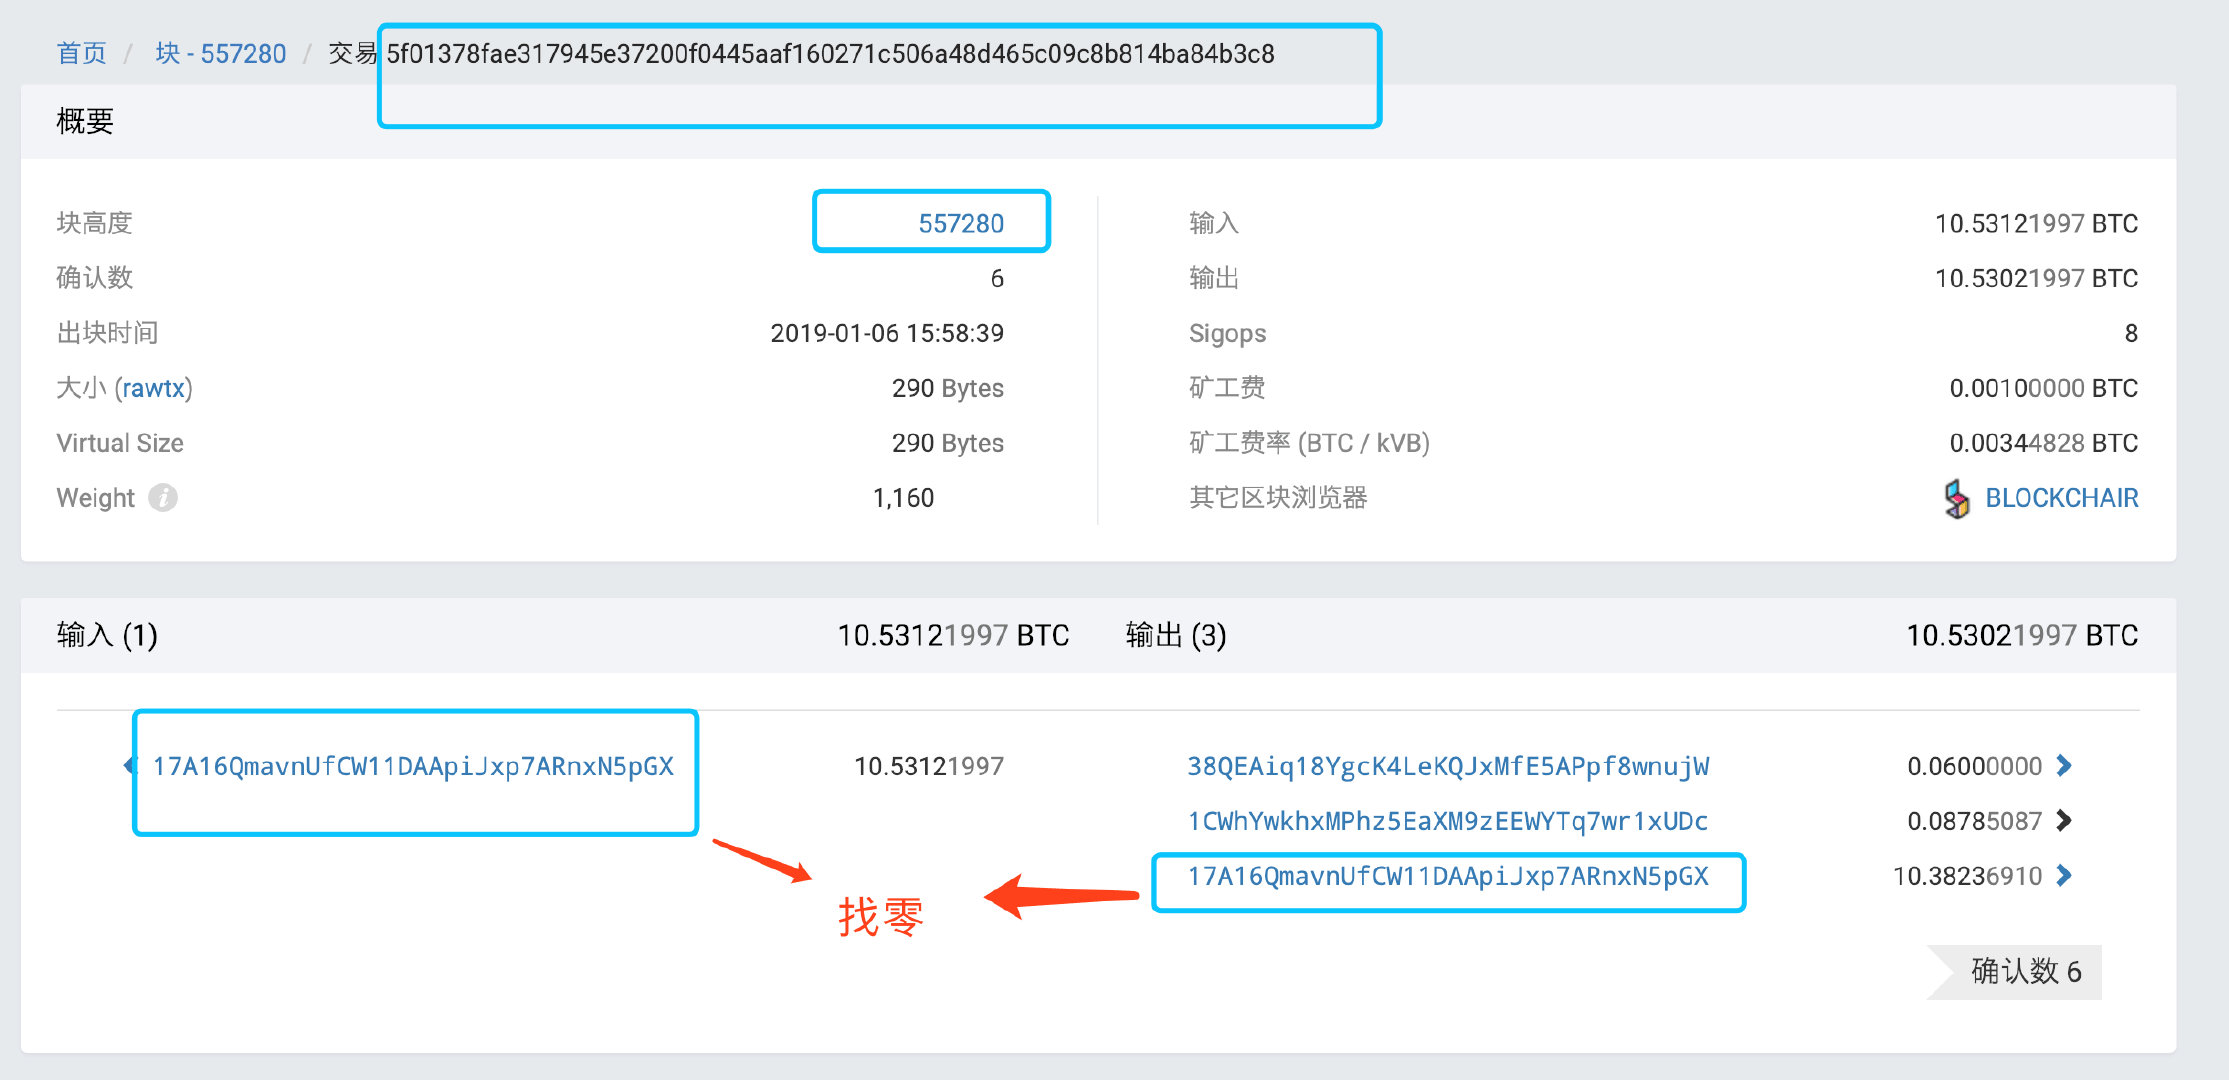 首页 / 块 - 557280 / 交易 5f01378fae317945e37200f0445aaf160271c506a48d465c09c8b814ba84b3c8
概要
块高度 557280
确认数 6
出块时间 2019-01-06 15:58:39
大小 (rawtx) 290 Bytes
Virtual Size 290 Bytes
Weight i 1,160
输入 10.53121997 BTC
输出 10.53021997 BTC
Sigops 8
矿工费 0.00100000 BTC
矿工费率 (BTC / kVB) 0.00344828 BTC
其它区块浏览器 BLOCKCHAIR
输入 (1) 10.53121997 BTC
输出 (3) 10.53021997 BTC
17A16QmavnUfCW11DAApiJxp7ARnxN5pGX 10.53121997
38QEAiq18YgcK4LeKQJxMfE5APpf8wnujW 0.06000000
1CWhYwkhxMPhz5EaXM9zEEWYTq7wr1xUDc 0.08785087
17A16QmavnUfCW11DAApiJxp7ARnxN5pGX 10.38236910
找零
确认数 6